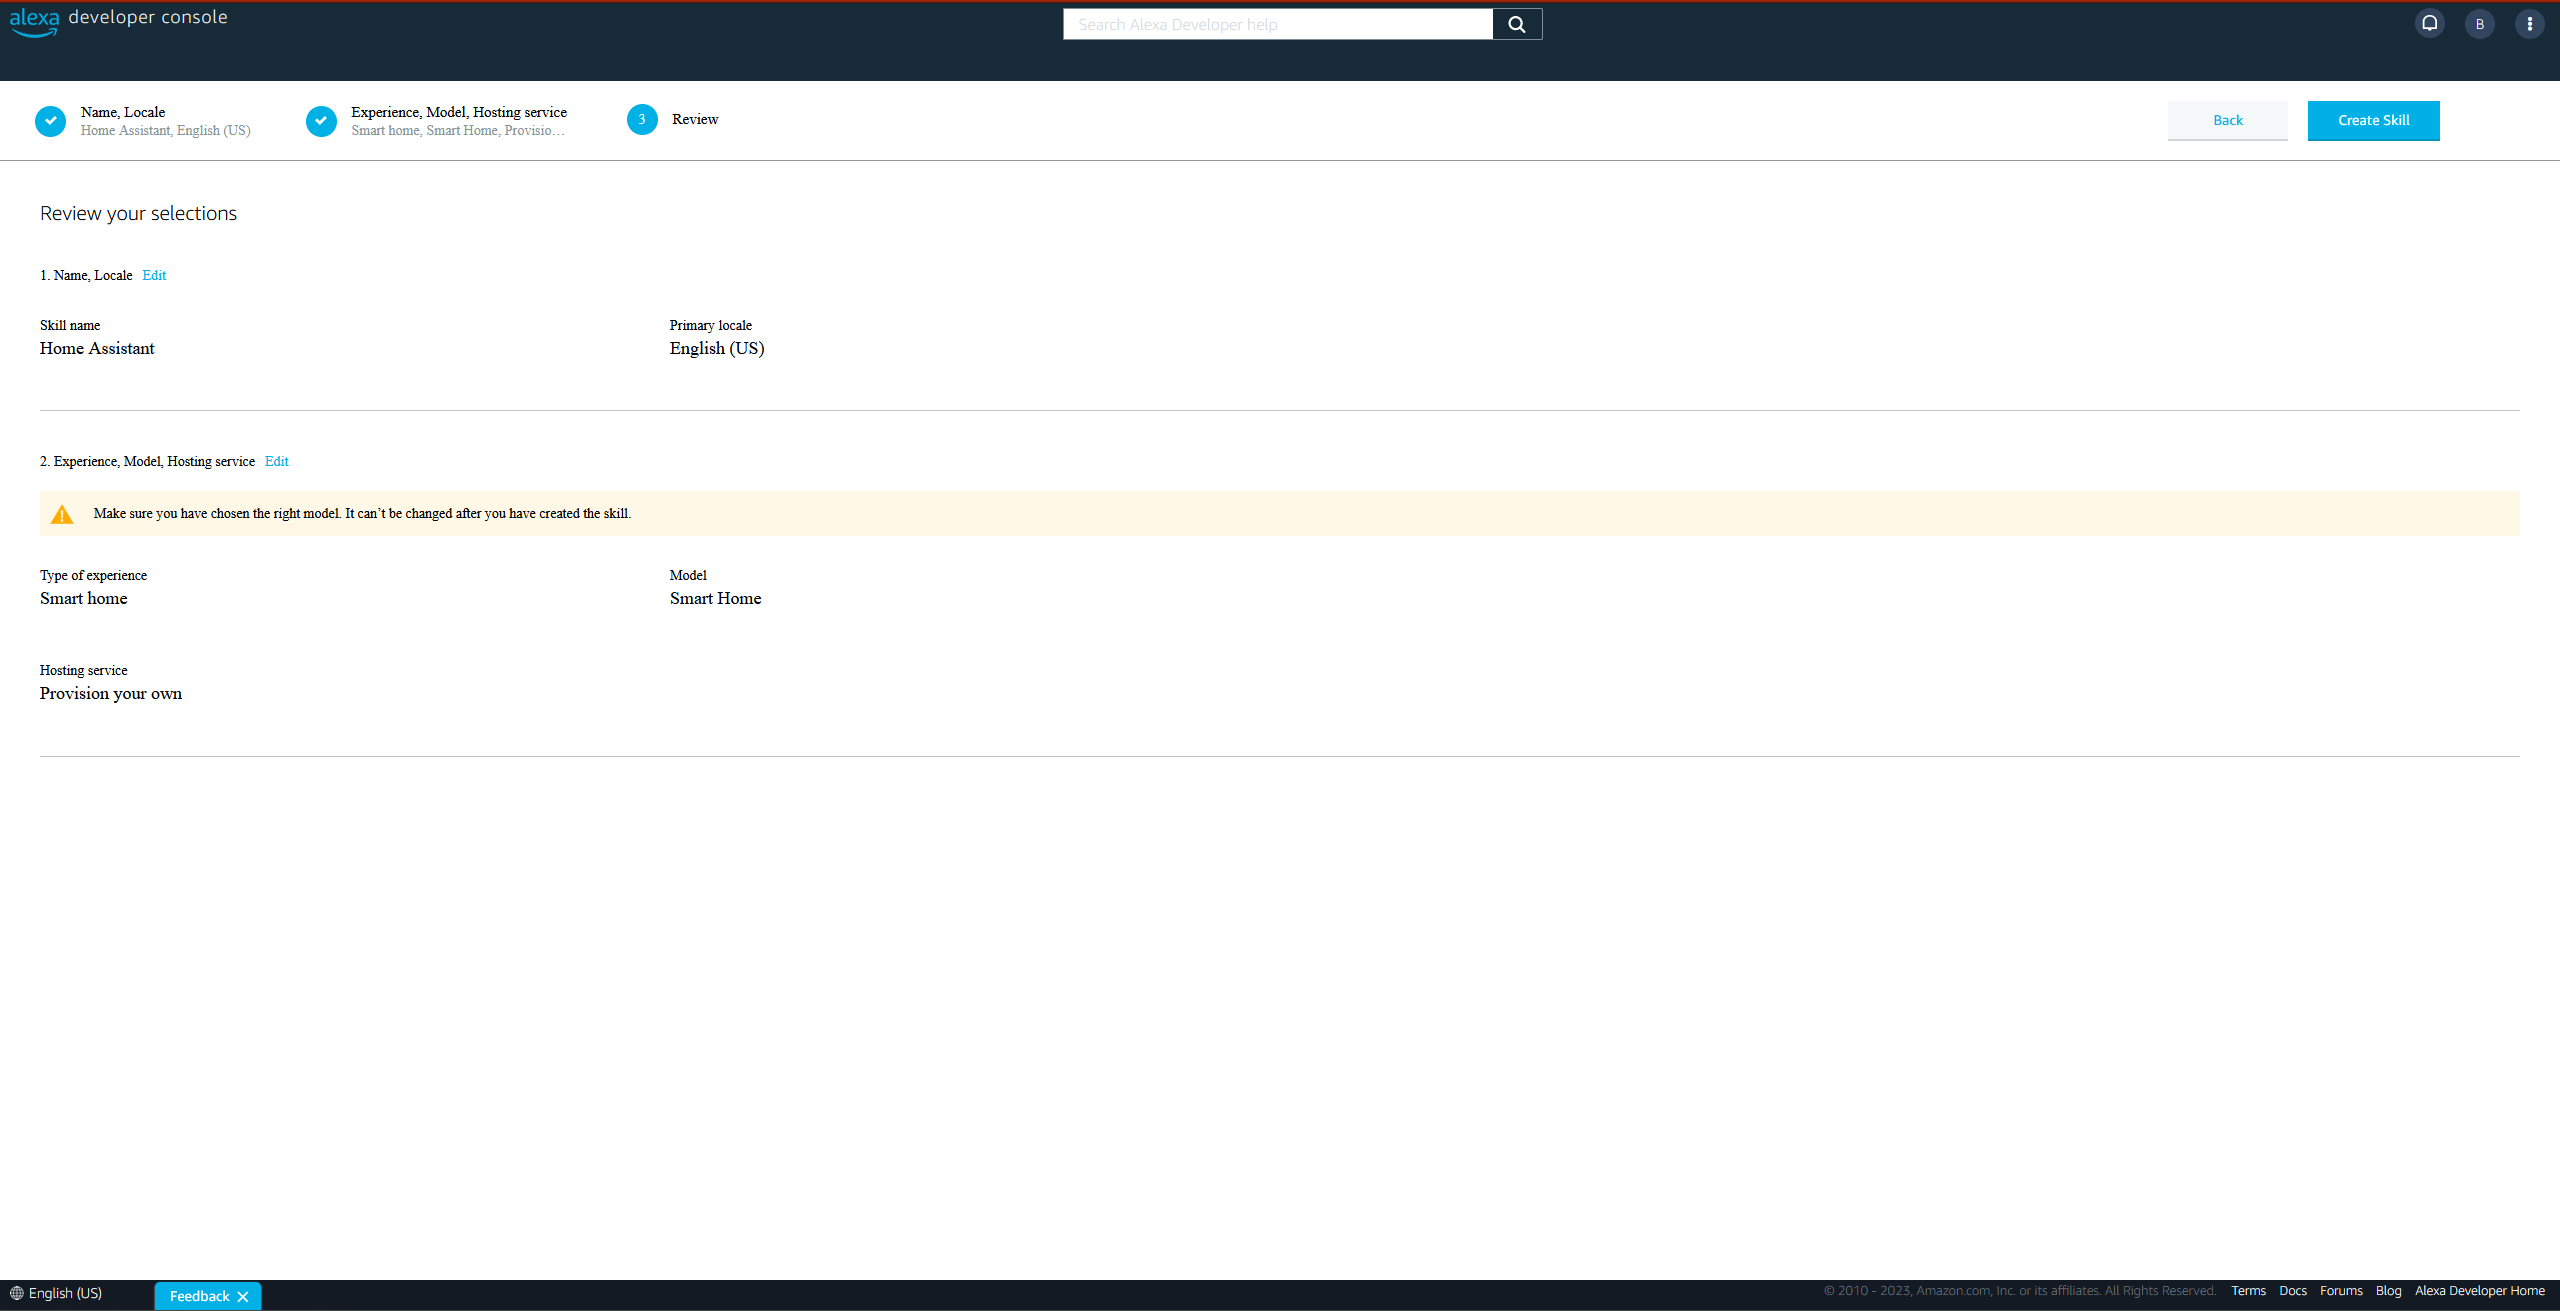 alexa developer console
Search Alexa Developer help
B
Name, Locale
Home Assistant, English (US)
Experience, Model, Hosting service
Smart home, Smart Home, Provisio…
3 Review
Back
Create Skill
Review your selections
1. Name, Locale Edit
Skill name
Home Assistant
Primary locale
English (US)
2. Experience, Model, Hosting service Edit
Make sure you have chosen the right model. It can’t be changed after you have created the skill.
Type of experience
Smart home
Model
Smart Home
Hosting service
Provision your own
English (US)
Feedback
© 2010 - 2023, Amazon.com, Inc. or its affiliates. All Rights Reserved. Terms Docs Forums Blog Alexa Developer Home